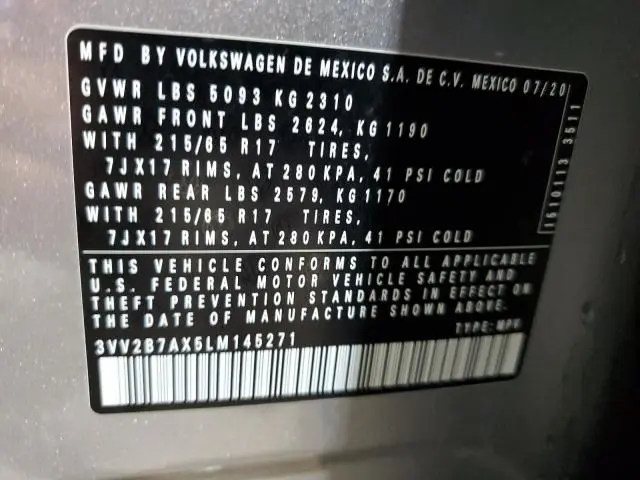 MFD BY VOLKSWAGEN DE MEXICO S.A. DE C.V. MEXICO 07/20
GVWR LBS 5093 KG 2310
GAWR FRONT LBS 2624, KG 1190
WITH 215/65 R17 TIRES,
7JX17 RIMS, AT 280 KPA, 41 PSI COLD
GAWR REAR LBS 2579, KG 1170
WITH 215/65 R17 TIRES,
7JX17 RIMS, AT 280 KPA, 41 PSI COLD
1510113 3511
THIS VEHICLE CONFORMS TO ALL APPLICABLE
U.S. FEDERAL MOTOR VEHICLE SAFETY AND
THEFT PREVENTION STANDARDS IN EFFECT ON
THE DATE OF MANUFACTURE SHOWN ABOVE.
3VV2B7AX5LM145271 TYPE: MPV